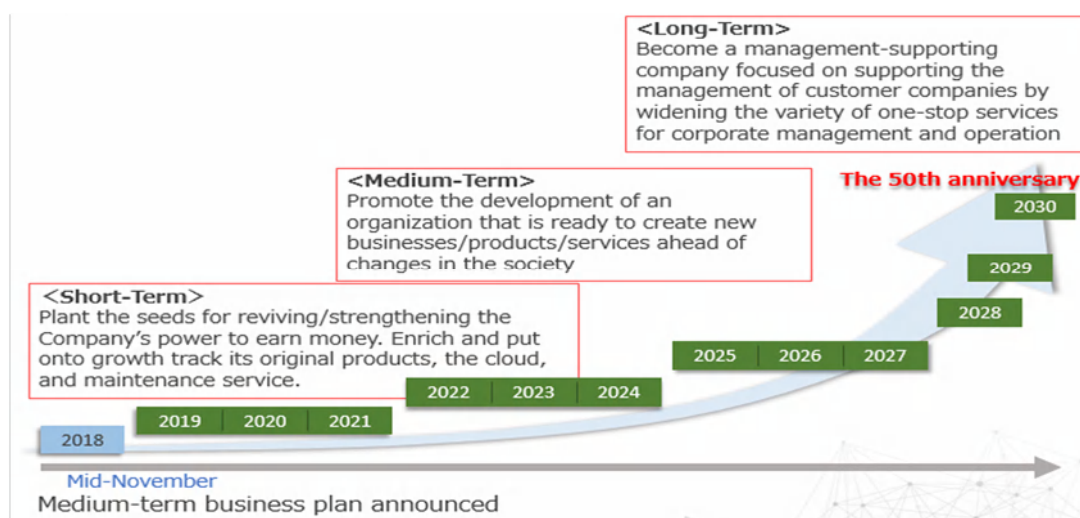 <Long-Term>
Become a management-supporting
company focused on supporting the
management of customer companies by
widening the variety of one-stop services
for corporate management and operation
The 50th anniversary
<Medium-Term>
Promote the development of an
organization that is ready to create new
businesses/products/services ahead of
changes in the society
<Short-Term>
Plant the seeds for reviving/strengthening the
Company's power to earn money. Enrich and put
onto growth track its original products, the cloud,
and maintenance service.
2030
2029
2028
2025 2026 2027
2022 2023 2024
2019 2020 2021
2018
Mid-November
Medium-term business plan announced